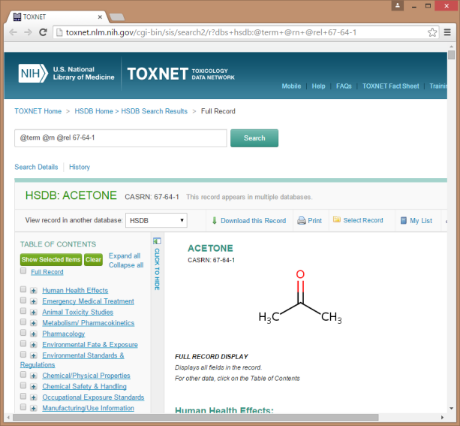 TOXNET
toxnet.nlm.nih.gov/cgi-bin/sis/search2/r?dbs+hsdb:@term+@rn+@rel+67-64-1
NIH U.S. National
Library of Medicine
TOXNET TOXICOLOGY
DATA NETWORK
Mobile | Help | FAQs | TOXNET Fact Sheet | Trainin
TOXNET Home > HSDB Home > HSDB Search Results > Full Record
@term @rn @rel 67-64-1 Search
Search Details | History
HSDB: ACETONE CASRN: 67-64-1 This record appears in multiple databases.
View record in another database HSDB Download this Record Print Select Record My List
TABLE OF CONTENTS
Show Selected Items Clear Expand all
Collapse all
Full Record
Human Health Effects
Emergency Medical Treatment
Animal Toxicity Studies
Metabolism/ Pharmacokinetics
Pharmacology
Environmental Fate & Exposure
Environmental Standards &
Regulations
Chemical/Physical Properties
Chemical Safety & Handling
Occupational Exposure Standards
Manufacturing/Use Information
CLICK TO HIDE
ACETONE
CASRN: 67-64-1
O
H₃C CH₃
FULL RECORD DISPLAY
Displays all fields in the record.
For other data, click on the Table of Contents
Human Health Effects: